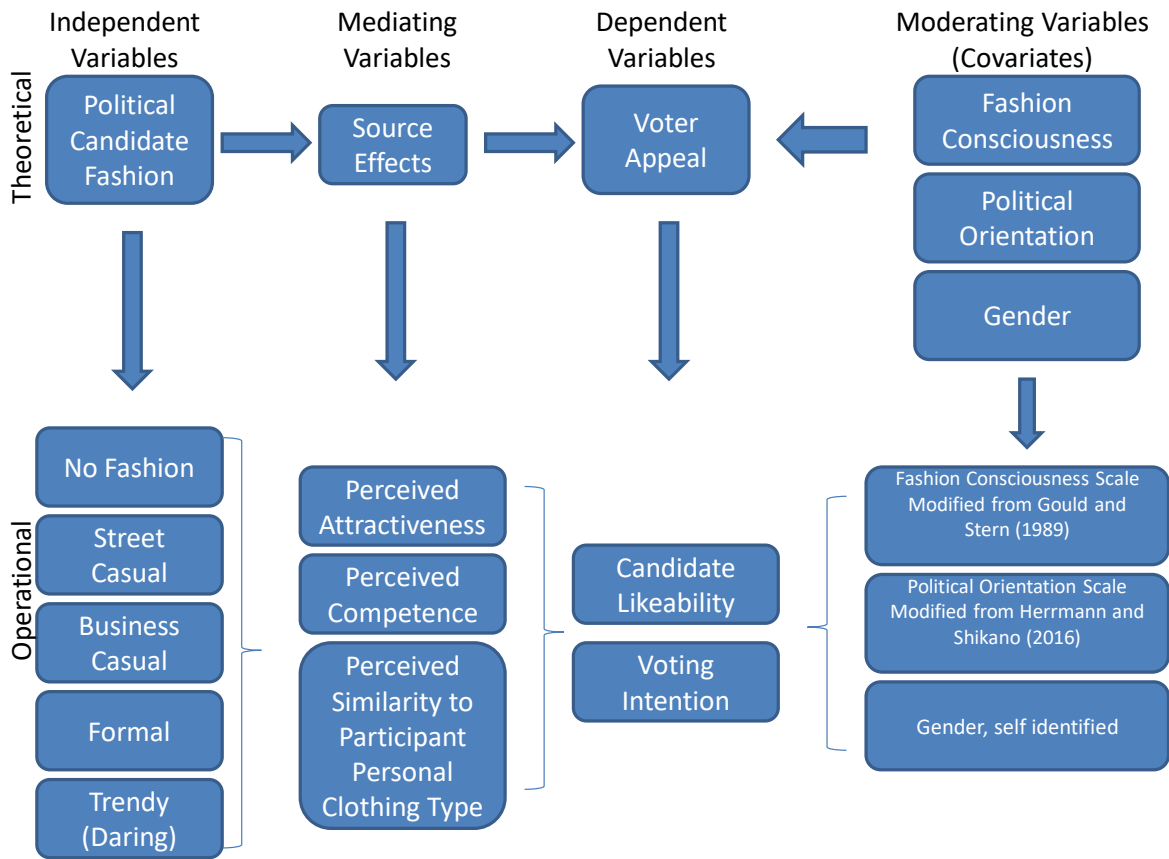 Independent
Variables
Mediating
Variables
Dependent
Variables
Moderating Variables
(Covariates)
Theoretical
Political
Candidate
Fashion
Source
Effects
Voter
Appeal
Fashion
Consciousness
Political
Orientation
Gender
Operational
No Fashion
Street
Casual
Business
Casual
Formal
Trendy
(Daring)
Perceived
Attractiveness
Perceived
Competence
Perceived
Similarity to
Participant
Personal
Clothing Type
Candidate
Likeability
Voting
Intention
Fashion Consciousness Scale
Modified from Gould and
Stern (1989)
Political Orientation Scale
Modified from Herrmann and
Shikano (2016)
Gender, self identified